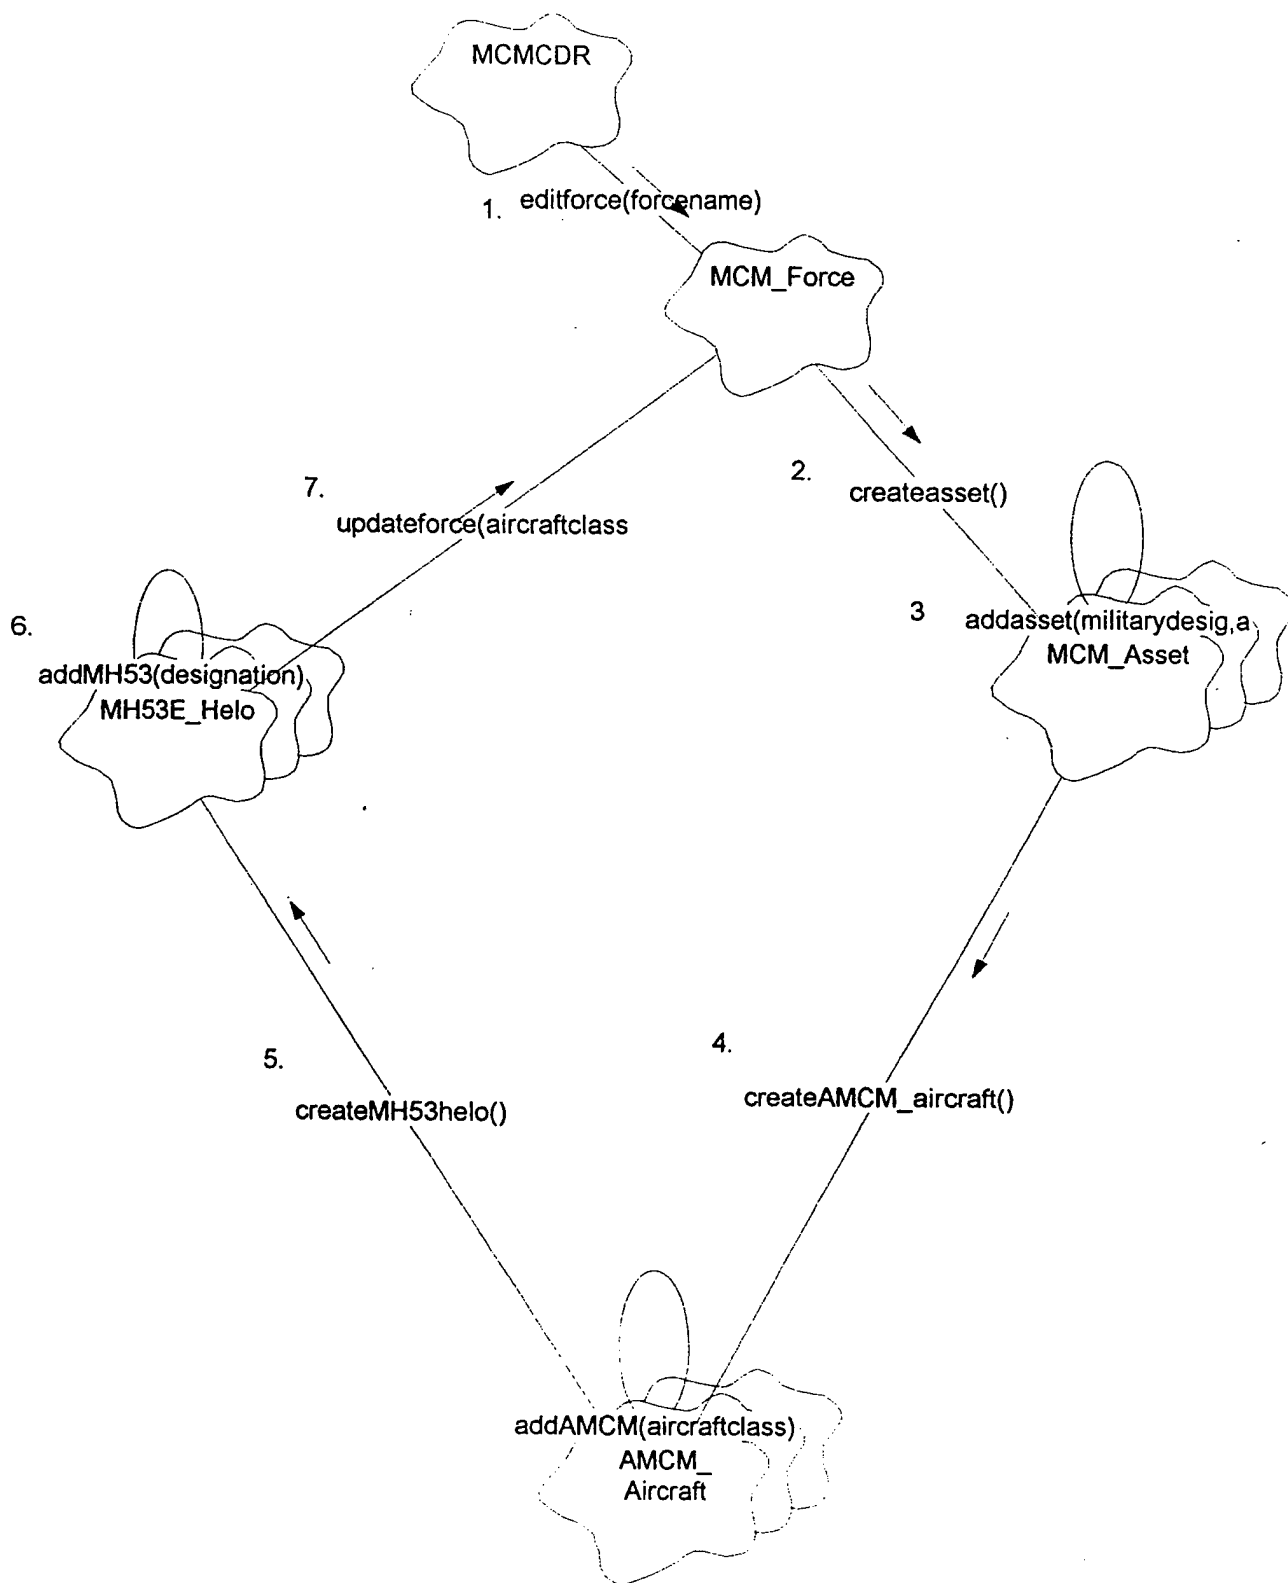 MCMCDR
1. editforce(forcename)
MCM_Force
2.
createasset()
7.
updateforce(aircraftclass
3 addasset(militarydesig,a
MCM_Asset
6.
addMH53(designation)
MH53E_Helo
4.
createAMCM_aircraft()
5.
createMH53helo()
addAMCM(aircraftclass)
AMCM_
Aircraft